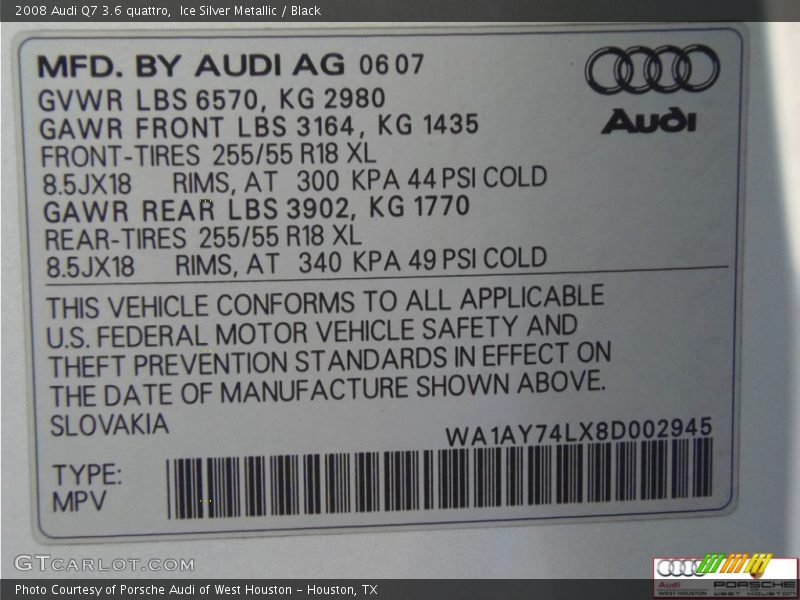 2008 Audi Q7 3.6 quattro,  Ice Silver Metallic / Black
MFD. BY AUDI AG 0607
GVWR LBS 6570, KG 2980
GAWR FRONT LBS 3164, KG 1435
FRONT-TIRES 255/55 R18 XL
8.5JX18 RIMS, AT 300 KPA 44 PSI COLD
GAWR REAR LBS 3902, KG 1770
REAR-TIRES 255/55 R18 XL
8.5JX18 RIMS, AT 340 KPA 49 PSI COLD
Audi
THIS VEHICLE CONFORMS TO ALL APPLICABLE
U.S. FEDERAL MOTOR VEHICLE SAFETY AND
THEFT PREVENTION STANDARDS IN EFFECT ON
THE DATE OF MANUFACTURE SHOWN ABOVE.
SLOVAKIA
WA1AY74LX8D002945
TYPE:
MPV
GTCARLOT.COM
Photo Courtesy of Porsche Audi of West Houston - Houston, TX
Audi
WEST HOUSTON
PORSCHE
WEST HOUSTON